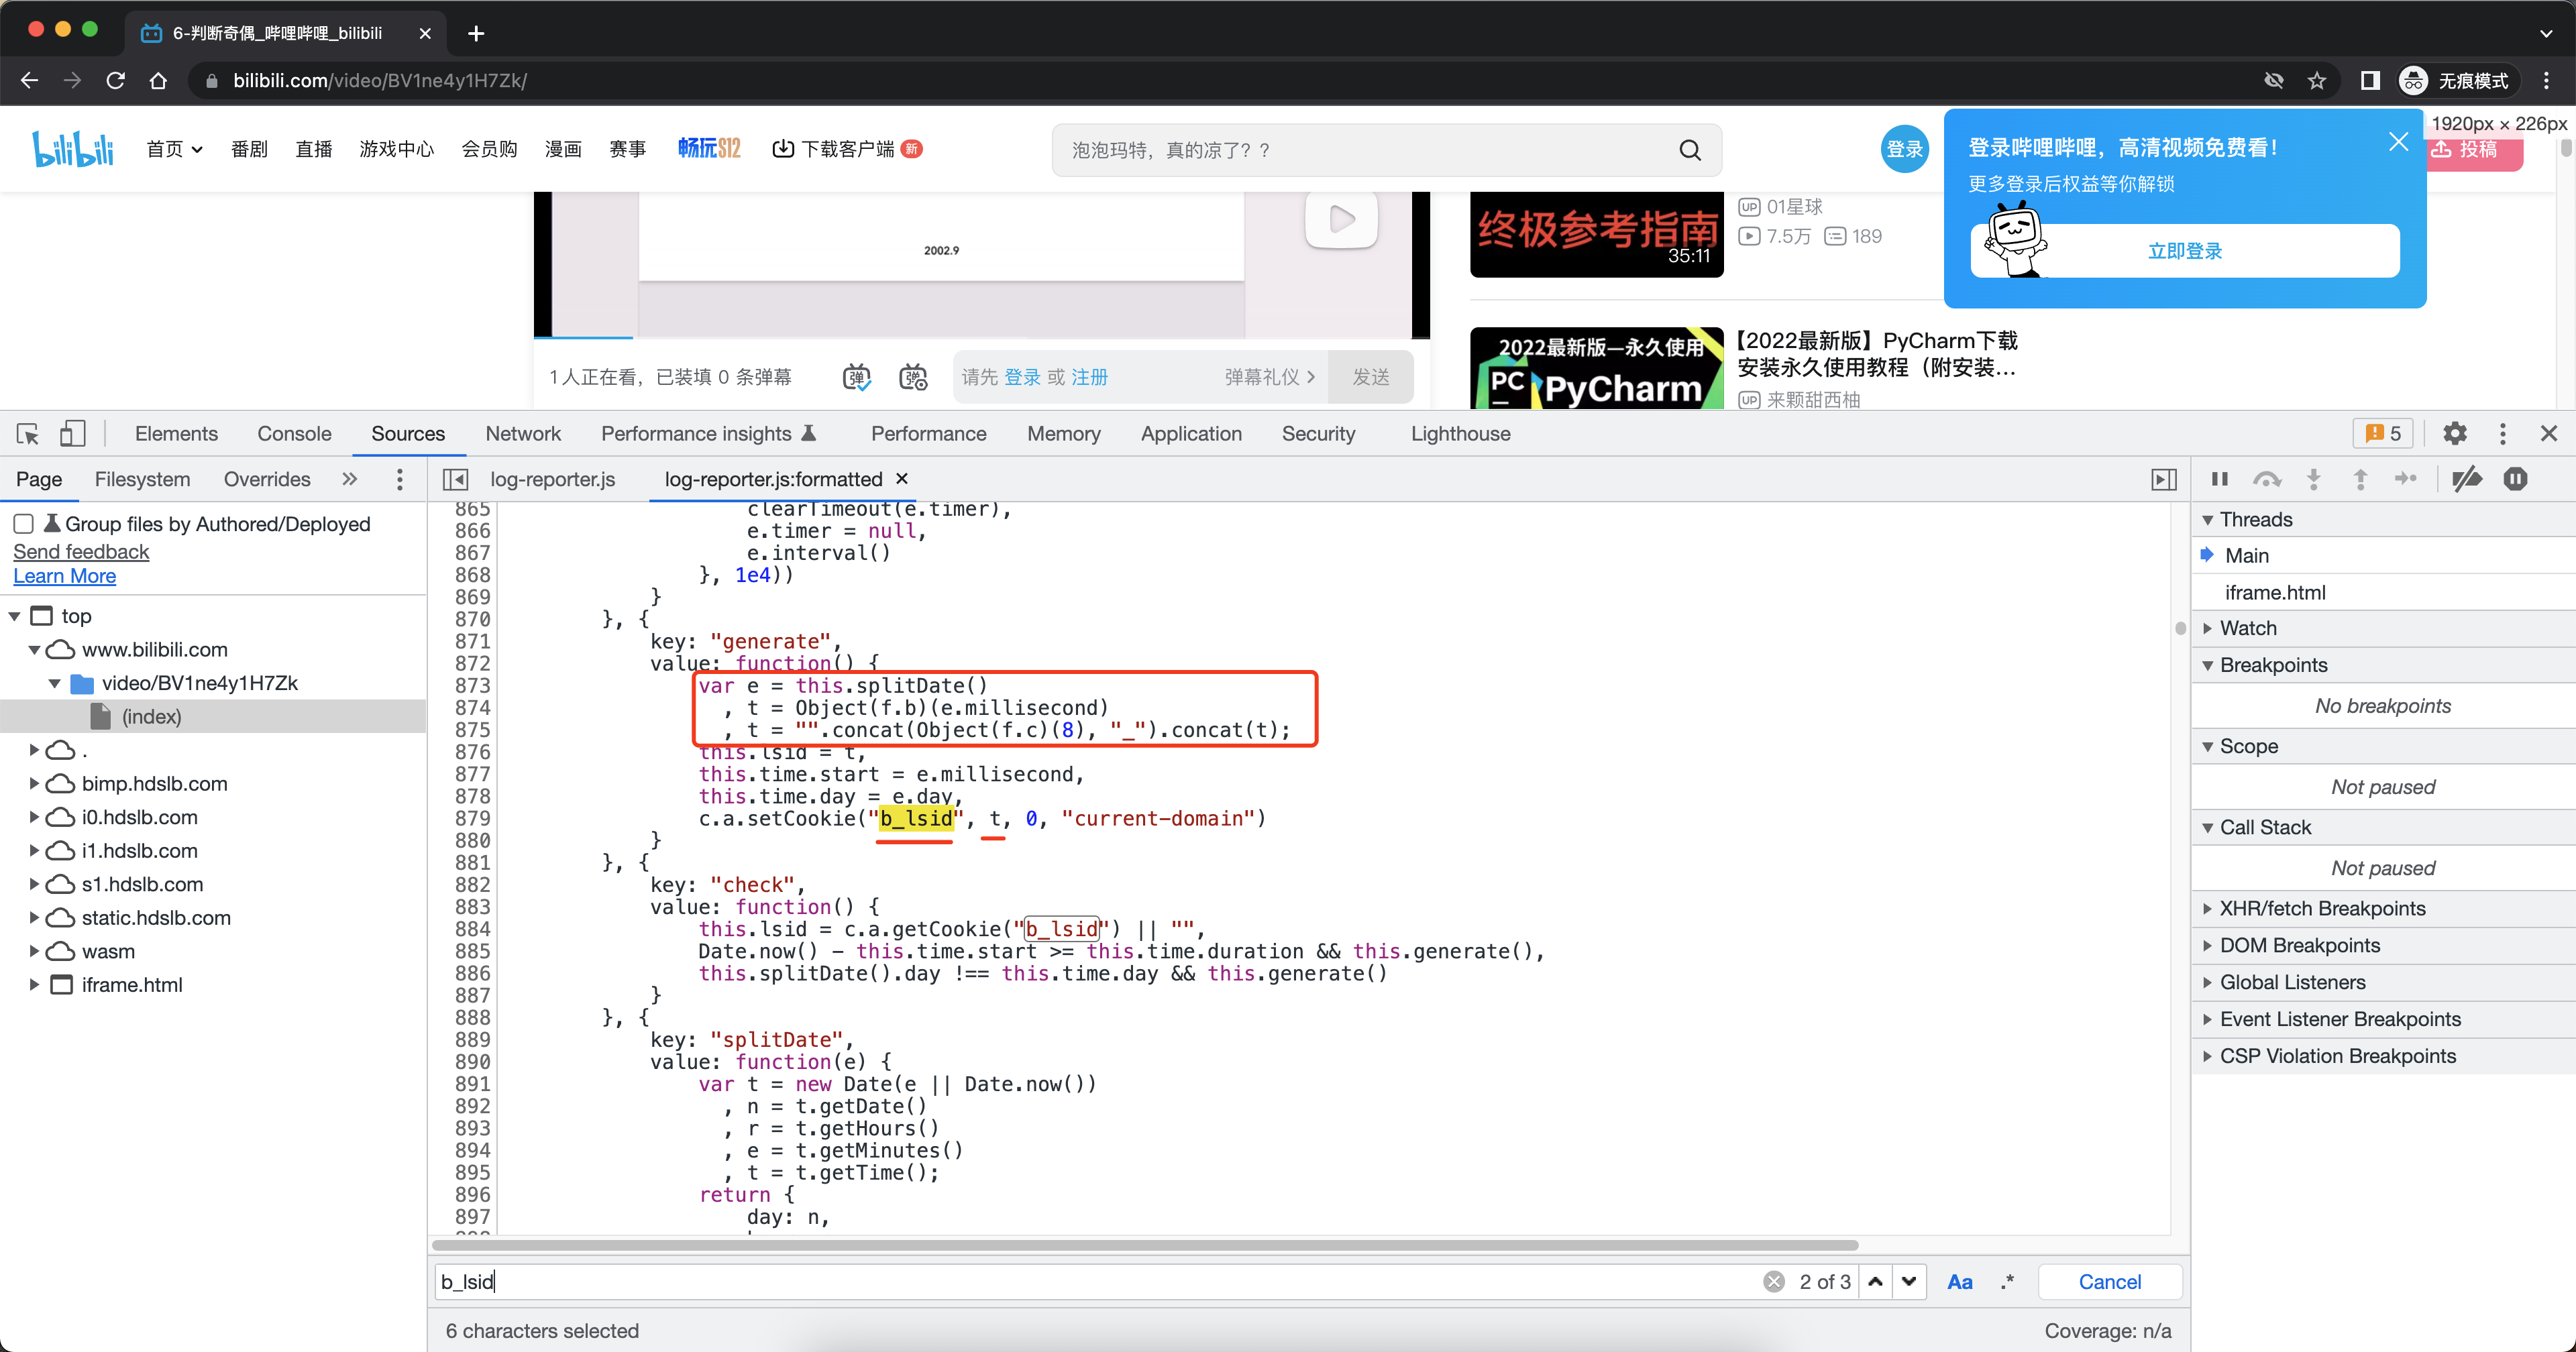 6-判断奇偶_哔哩哔哩_bilibili
bilibili.com/video/BV1ne4y1H7Zk/
无痕模式
bilibili
首页 番剧 直播 游戏中心 会员购 漫画 赛事 畅玩S12 下载客户端 新
泡泡玛特，真的凉了？？
登录
登录哔哩哔哩，高清视频免费看！
更多登录后权益等你解锁
立即登录
1920px × 226px
投稿
2002.9
终极参考指南
35:11
UP 01星球
7.5万 189
2022最新版—永久使用
PC
PyCharm
【2022最新版】PyCharm下载
安装永久使用教程（附安装...
UP 来颗甜西柚
1人正在看，已装填 0 条弹幕 弹 弹 请先 登录 或 注册 弹幕礼仪 发送
Elements Console Sources Network Performance insights Performance Memory Application Security Lighthouse 5
Page Filesystem Overrides
log-reporter.js log-reporter.js:formatted
Group files by Authored/Deployed
Send feedback
Learn More
top
www.bilibili.com
video/BV1ne4y1H7Zk
(index)
.
bimp.hdslb.com
i0.hdslb.com
i1.hdslb.com
s1.hdslb.com
static.hdslb.com
wasm
iframe.html
865 clearTimeout(e.timer),
866 e.timer = null,
867 e.interval()
868 }, 1e4))
869 }
870 }, {
871 key: "generate",
872 value: function() {
873 var e = this.splitDate()
874 , t = Object(f.b)(e.millisecond)
875 , t = "".concat(Object(f.c)(8), "_").concat(t);
876 this.lsid = t,
877 this.time.start = e.millisecond,
878 this.time.day = e.day,
879 c.a.setCookie("b_lsid", t, 0, "current-domain")
880 }
881 }, {
882 key: "check",
883 value: function() {
884 this.lsid = c.a.getCookie("b_lsid") || "",
885 Date.now() - this.time.start >= this.time.duration && this.generate(),
886 this.splitDate().day !== this.time.day && this.generate()
887 }
888 }, {
889 key: "splitDate",
890 value: function(e) {
891 var t = new Date(e || Date.now())
892 , n = t.getDate()
893 , r = t.getHours()
894 , e = t.getMinutes()
895 , t = t.getTime();
896 return {
897 day: n,
b_lsid
2 of 3
Aa .* Cancel
6 characters selected
Coverage: n/a
Threads
Main
iframe.html
Watch
Breakpoints
No breakpoints
Scope
Not paused
Call Stack
Not paused
XHR/fetch Breakpoints
DOM Breakpoints
Global Listeners
Event Listener Breakpoints
CSP Violation Breakpoints